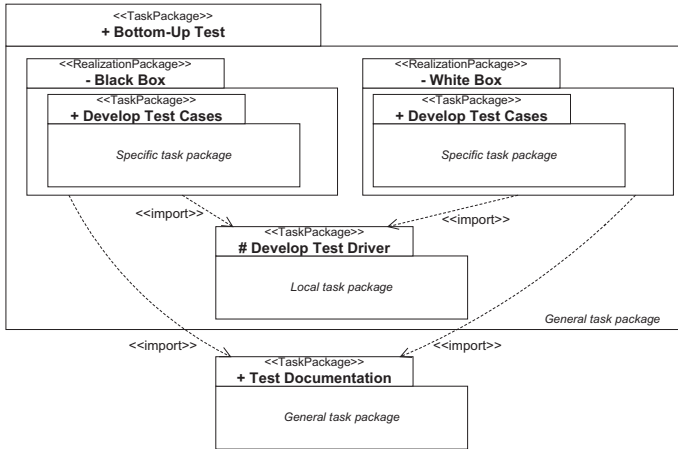 <<TaskPackage>>
+ Bottom-Up Test
<<RealizationPackage>>
- Black Box
<<TaskPackage>>
+ Develop Test Cases
Specific task package
<<RealizationPackage>>
- White Box
<<TaskPackage>>
+ Develop Test Cases
Specific task package
<<import>>
<<import>>
<<TaskPackage>>
# Develop Test Driver
Local task package
General task package
<<import>>
<<import>>
<<TaskPackage>>
+ Test Documentation
General task package